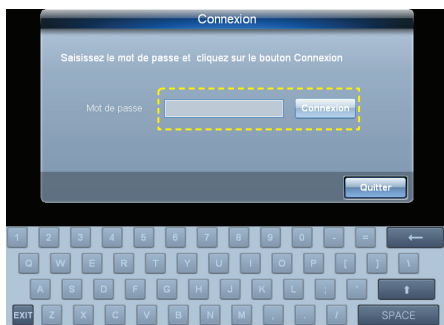 Connexion
Saisissez le mot de passe et cliquez sur le bouton Connexion
Mot de passe
Connexion
Quitter
1 2 3 4 5 6 7 8 9 0 - = ←
Q W E R T Y U I O P [ ] \
A S D F G H J K L ; ' ⬆
EXIT Z X C V B N M , . / SPACE